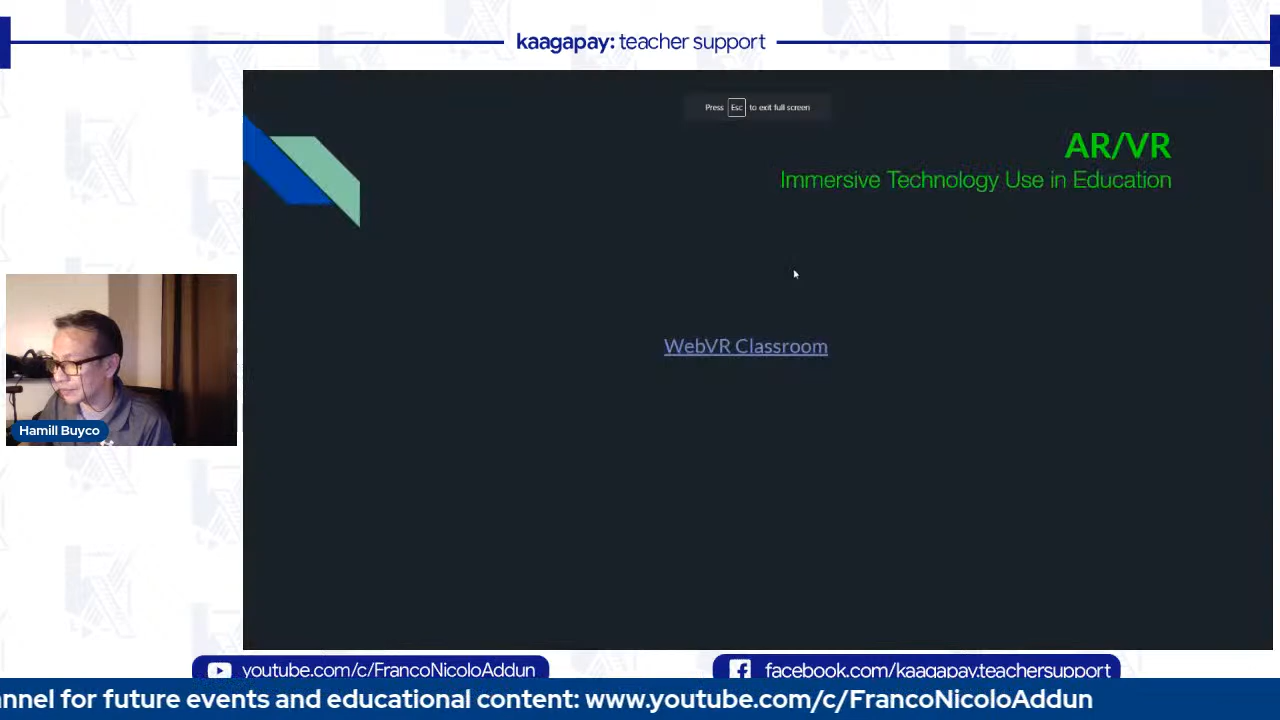 kaagapay: teacher support
Press Esc to exit full screen
AR/VR
Immersive Technology Use in Education
WebVR Classroom
Hamill Buyco
youtube.com/c/FrancoNicoloAddun
facebook.com/kaagapay.teachersupport
nnel for future events and educational content: www.youtube.com/c/FrancoNicoloAddun